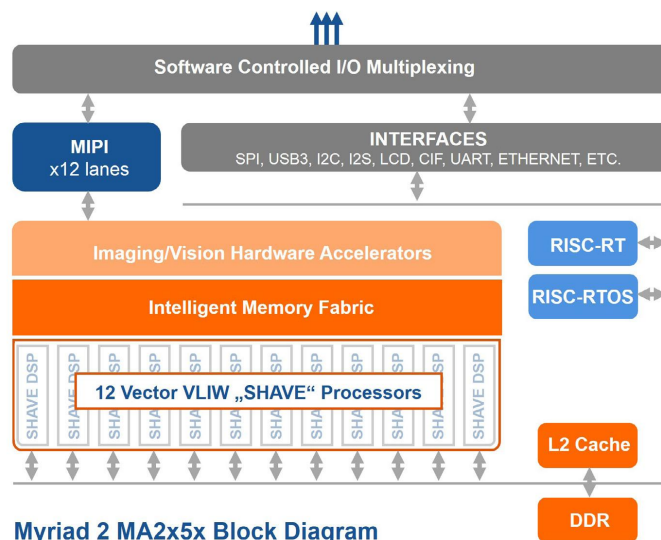 Software Controlled I/O Multiplexing
MIPI
x12 lanes
INTERFACES
SPI, USB3, I2C, I2S, LCD, CIF, UART, ETHERNET, ETC.
Imaging/Vision Hardware Accelerators
RISC-RT
Intelligent Memory Fabric
RISC-RTOS
SHAVE DSP
SHAVE DSP
SHAVE DSP
SHAVE DSP
SHAVE DSP
SHAVE DSP
SHAVE DSP
SHAVE DSP
SHAVE DSP
SHAVE DSP
SHAVE DSP
SHAVE DSP
12 Vector VLIW „SHAVE“ Processors
L2 Cache
DDR
Myriad 2 MA2x5x Block Diagram